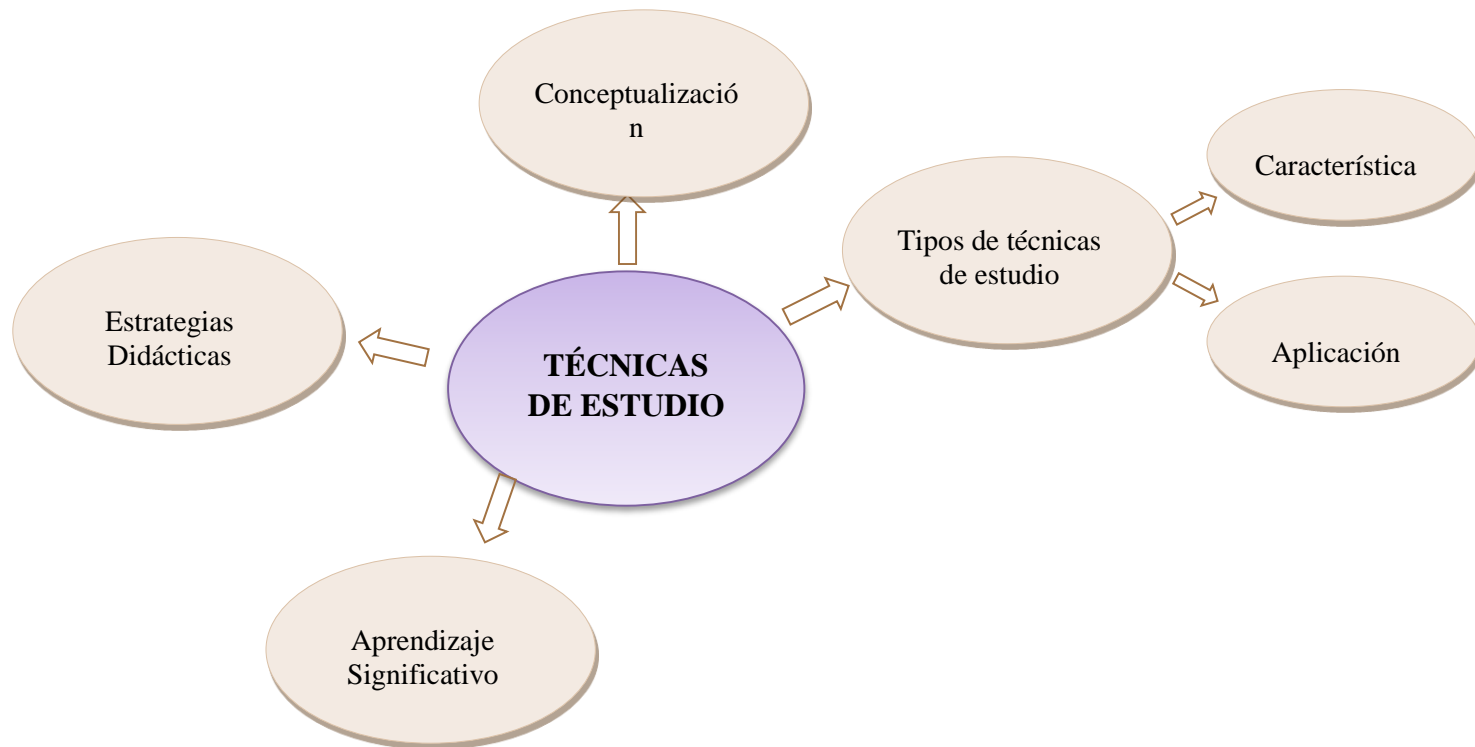 Conceptualizació
n
Característica
Tipos de técnicas
de estudio
Estrategias
Didácticas
Aplicación
TÉCNICAS
DE ESTUDIO
Aprendizaje
Significativo